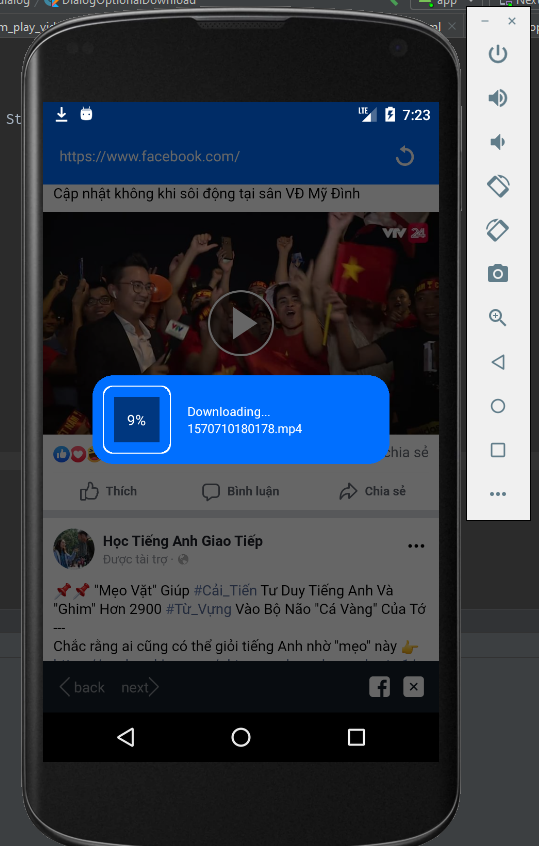 dialog
DialogOptionalDownload
app
m_play_vid
ml
St
LTE
7:23
https://www.facebook.com/
Cập nhật không khí sôi động tại sân VĐ Mỹ Đình
VTV 24
VTV
9%
Downloading...
1570710180178.mp4
chia sẻ
Thích
Bình luận
Chia sẻ
Học Tiếng Anh Giao Tiếp
Được tài trợ ·
"Mẹo Vặt" Giúp #Cải_Tiến Tư Duy Tiếng Anh Và
"Ghim" Hơn 2900 #Từ_Vựng Vào Bộ Não "Cá Vàng" Của Tớ
---
Chắc rằng ai cũng có thể giỏi tiếng Anh nhờ "mẹo" này
back
next